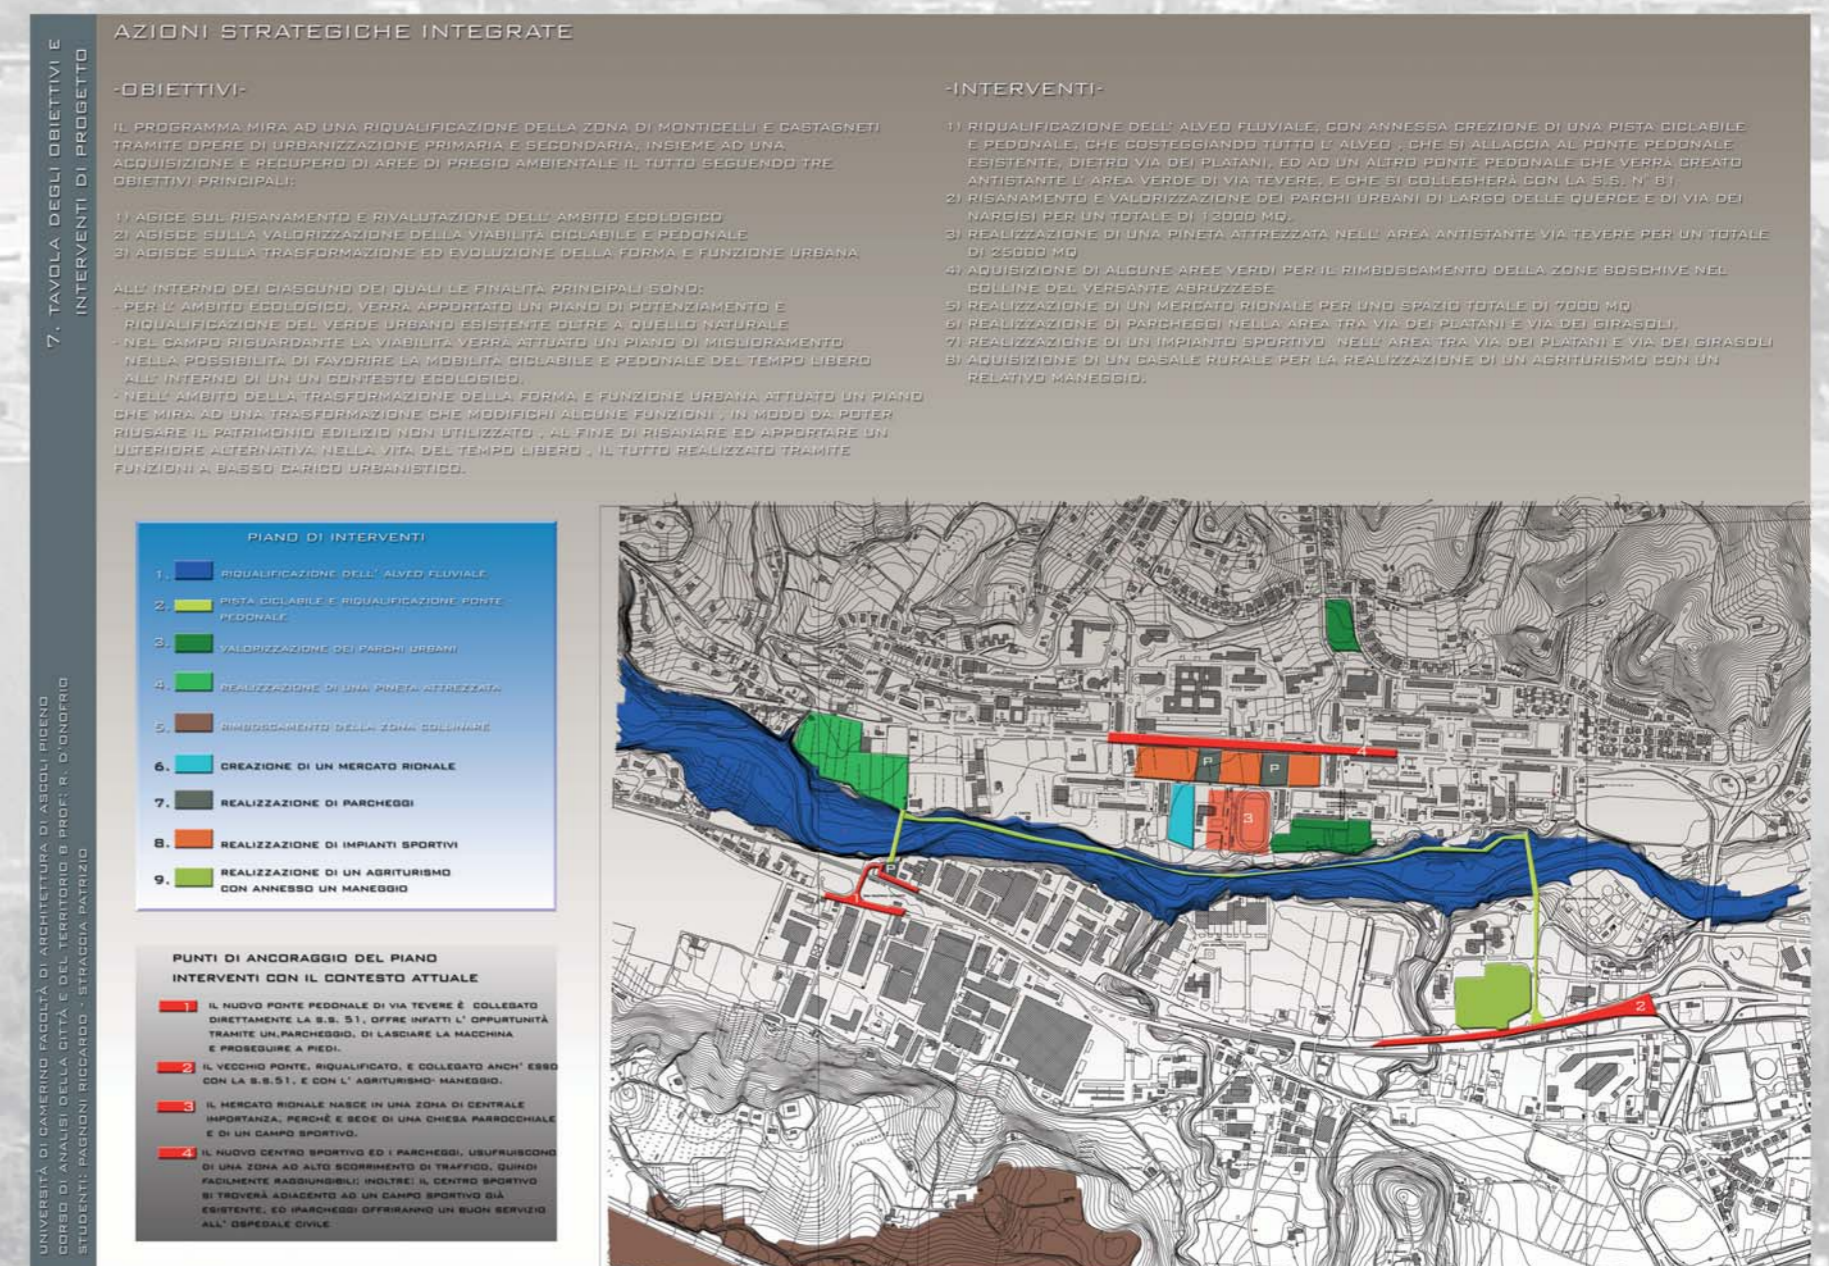 7. TAVOLA DEGLI OBIETTIVI E
INTERVENTI DI PROGETTO
UNIVERSITÀ DI CAMERINO FACOLTÀ DI ARCHITETTURA DI ASCOLI PICENO
CORSO DI ANALISI DELLA CITTÀ E DEL TERRITORIO B PROF: R. D'ONOFRIO
STUDENTI: PAGNONI RICCARDO - STRACCIA PATRIZIO
AZIONI STRATEGICHE INTEGRATE
-OBIETTIVI-
IL PROGRAMMA MIRA AD UNA RIQUALIFICAZIONE DELLA ZONA DI MONTICELLI E CASTAGNETI
TRAMITE OPERE DI URBANIZZAZIONE PRIMARIA E SECONDARIA, INSIEME AD UNA
ACQUISIZIONE E RECUPERO DI AREE DI PREGIO AMBIENTALE IL TUTTO SEGUENDO TRE
OBIETTIVI PRINCIPALI:
1) AGICE SUL RISANAMENTO E RIVALUTAZIONE DELL' AMBITO ECOLOGICO
2) AGISCE SULLA VALORIZZAZIONE DELLA VIABILITÀ CICLABILE E PEDONALE
3) AGISCE SULLA TRASFORMAZIONE ED EVOLUZIONE DELLA FORMA E FUNZIONE URBANA
ALL' INTERNO DEI CIASCUNO DEI QUALI LE FINALITÀ PRINCIPALI SONO:
- PER L' AMBITO ECOLOGICO, VERRÀ APPORTATO UN PIANO DI POTENZIAMENTO E
RIQUALIFICAZIONE DEL VERDE URBANO ESISTENTE OLTRE A QUELLO NATURALE
- NEL CAMPO RIGUARDANTE LA VIABILITÀ VERRÀ ATTUATO UN PIANO DI MIGLIORAMENTO
NELLA POSSIBILITA DI FAVORIRE LA MOBILITÀ CICLABILE E PEDONALE DEL TEMPO LIBERO
ALL' INTERNO DI UN UN CONTESTO ECOLOGICO.
- NELL' AMBITO DELLA TRASFORMAZIONE DELLA FORMA E FUNZIONE URBANA ATTUATO UN PIANO
CHE MIRA AD UNA TRASFORMAZIONE CHE MODIFICHI ALCUNE FUNZIONI , IN MODO DA POTER
RIUSARE IL PATRIMONIO EDILIZIO NON UTILIZZATO , AL FINE DI RISANARE ED APPORTARE UN
ULTERIORE ALTERNATIVA NELLA VITA DEL TEMPO LIBERO , IL TUTTO REALIZZATO TRAMITE
FUNZIONI A BASSO CARICO URBANISTICO.
-INTERVENTI-
1) RIQUALIFICAZIONE DELL' ALVEO FLUVIALE, CON ANNESSA CREZIONE DI UNA PISTA CICLABILE
E PEDONALE, CHE COSTEGGIANDO TUTTO L' ALVEO , CHE SI ALLACCIA AL PONTE PEDONALE
ESISTENTE, DIETRO VIA DEI PLATANI, ED AD UN ALTRO PONTE PEDONALE CHE VERRÀ CREATO
ANTISTANTE L' AREA VERDE DI VIA TEVERE, E CHE SI COLLEGHERÀ CON LA S.S. N° 81
2) RISANAMENTO E VALORIZZAZIONE DEI PARCHI URBANI DI LARGO DELLE QUERCE E DI VIA DEI
NARGISI PER UN TOTALE DI 13000 MQ.
3) REALIZZAZIONE DI UNA PINETA ATTREZZATA NELL' AREA ANTISTANTE VIA TEVERE PER UN TOTALE
DI 25000 MQ
4) AQUISIZIONE DI ALCUNE AREE VERDI PER IL RIMBOSCAMENTO DELLA ZONE BOSCHIVE NEL
COLLINE DEL VERSANTE ABRUZZESE
5) REALIZZAZIONE DI UN MERCATO RIONALE PER UNO SPAZIO TOTALE DI 7000 MQ
6) REALIZZAZIONE DI PARCHEGGI NELLA AREA TRA VIA DEI PLATANI E VIA DEI GIRASOLI,
7) REALIZZAZIONE DI UN IMPIANTO SPORTIVO NELL' AREA TRA VIA DEI PLATANI E VIA DEI GIRASOLI
8) AQUISIZIONE DI UN CASALE RURALE PER LA REALIZZAZIONE DI UN AGRITURISMO CON UN
RELATIVO MANEGGIO.
PIANO DI INTERVENTI
1. RIQUALIFICAZIONE DELL' ALVEO FLUVIALE
2. PISTA CICLABILE E RIQUALIFICAZIONE PONTE
PEDONALE
3. VALORIZZAZIONE DEI PARCHI URBANI
4. REALIZZAZIONE DI UNA PINETA ATTREZZATA
5. RIMBOSCAMENTO DELLA ZONA COLLINARE
6. CREAZIONE DI UN MERCATO RIONALE
7. REALIZZAZIONE DI PARCHEGGI
8. REALIZZAZIONE DI IMPIANTI SPORTIVI
9. REALIZZAZIONE DI UN AGRITURISMO
CON ANNESSO UN MANEGGIO
PUNTI DI ANCORAGGIO DEL PIANO
INTERVENTI CON IL CONTESTO ATTUALE
1 IL NUOVO PONTE PEDONALE DI VIA TEVERE È COLLEGATO
DIRETTAMENTE LA S.S. 51, OFFRE INFATTI L' OPPURTUNITÀ
TRAMITE UN PARCHEGGIO, DI LASCIARE LA MACCHINA
E PROSEGUIRE A PIEDI.
2 IL VECCHIO PONTE, RIQUALIFICATO, E COLLEGATO ANCH' ESSO
CON LA S.S.51, E CON L' AGRITURISMO- MANEGGIO.
3 IL MERCATO RIONALE NASCE IN UNA ZONA DI CENTRALE
IMPORTANZA, PERCHÈ E SEDE DI UNA CHIESA PARROCCHIALE
E DI UN CAMPO SPORTIVO.
4 IL NUOVO CENTRO SPORTIVO ED I PARCHEGGI, USUFRUISCONO
DI UNA ZONA AD ALTO SCORRIMENTO DI TRAFFICO, QUINDI
FACILMENTE RAGGIUNGIBILI; INOLTRE: IL CENTRO SPORTIVO
SI TROVERÀ ADIACENTO AD UN CAMPO SPORTIVO GIÀ
ESISTENTE, ED IPARCHEGGI OFFRIRANNO UN BUON SERVIZIO
ALL' OSPEDALE CIVILE
4
P
P
3
P
1
2